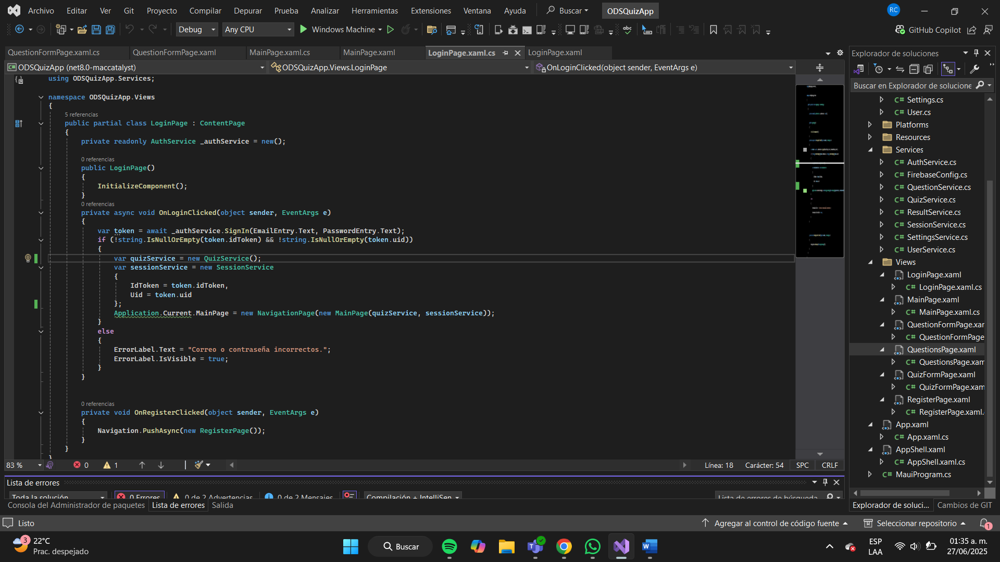 Archivo Editar Ver Git Proyecto Compilar Depurar Prueba Analizar Herramientas Extensiones Ventana Ayuda Buscar ODSQuizApp RC
Debug Any CPU Windows Machine abc GitHub Copilot
QuestionFormPage.xaml.cs QuestionFormPage.xaml MainPage.xaml.cs MainPage.xaml LoginPage.xaml.cs LoginPage.xaml
ODSQuizApp (net8.0-maccatalyst) ODSQuizApp.Views.LoginPage OnLoginClicked(object sender, EventArgs e)
using ODSQuizApp.Services;
namespace ODSQuizApp.Views
{
5 referencias
public partial class LoginPage : ContentPage
{
private readonly AuthService _authService = new();
0 referencias
public LoginPage()
{
InitializeComponent();
}
0 referencias
private async void OnLoginClicked(object sender, EventArgs e)
{
var token = await _authService.SignIn(EmailEntry.Text, PasswordEntry.Text);
if (!string.IsNullOrEmpty(token.idToken) && !string.IsNullOrEmpty(token.uid))
{
var quizService = new QuizService();
var sessionService = new SessionService
{
IdToken = token.idToken,
Uid = token.uid
};
Application.Current.MainPage = new NavigationPage(new MainPage(quizService, sessionService));
}
else
{
ErrorLabel.Text = "Correo o contraseña incorrectos.";
ErrorLabel.IsVisible = true;
}
}
0 referencias
private void OnRegisterClicked(object sender, EventArgs e)
{
Navigation.PushAsync(new RegisterPage());
}
}
}
83 % 0 1 Línea: 18 Carácter: 54 SPC CRLF
Lista de errores
Toda la solución 0 Errores 0 de 2 Advertencias 0 de 2 Mensajes Compilación + IntelliSen Lista de errores de búsqueda
Consola del Administrador de paquetes Lista de errores Salida
Explorador de soluciones
Buscar en Explorador de solucione
C# Settings.cs
C# User.cs
Platforms
Resources
Services
C# AuthService.cs
C# FirebaseConfig.cs
C# QuestionService.cs
C# QuizService.cs
C# ResultService.cs
C# SessionService.cs
C# SettingsService.cs
C# UserService.cs
Views
LoginPage.xaml
C# LoginPage.xaml.cs
MainPage.xaml
C# MainPage.xaml.cs
QuestionFormPage.xar
C# QuestionFormPage
QuestionsPage.xaml
C# QuestionsPage.xam
QuizFormPage.xaml
C# QuizFormPage.xam
RegisterPage.xaml
C# RegisterPage.xaml.
App.xaml
C# App.xaml.cs
AppShell.xaml
C# AppShell.xaml.cs
C# MauiProgram.cs
Explorador de soluci... Cambios de GIT
Listo Agregar al control de código fuente Seleccionar repositorio 1
3 22°C
Prac. despejado
Buscar
ESP
LAA
01:35 a. m.
27/06/2025